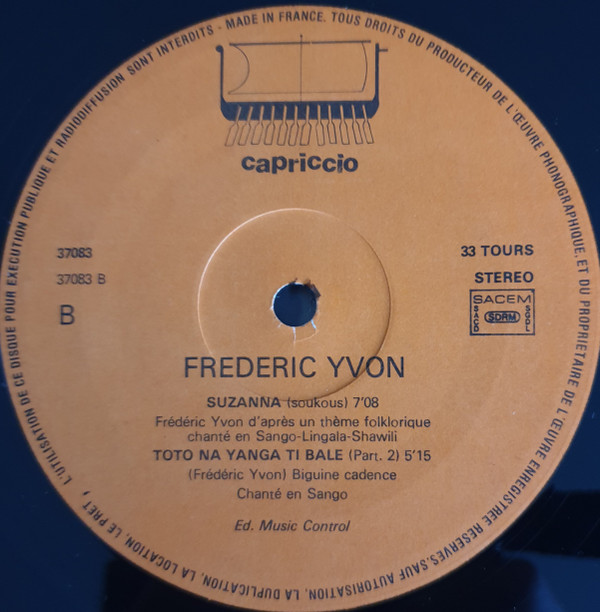 MADE IN FRANCE. TOUS DROITS DU PRODUCTEUR DE L'ŒUVRE PHONOGRAPHIQUE.ET DU PROPRIETAIRE DE L'ŒUVRE ENREGISTREE RESERVES.SAUF AUTORISATION, LA DUPLICATION, LA LOCATION, LE PRET, L'UTILISATION DE CE DISQUE POUR EXECUTION PUBLIQUE ET RADIODIFFUSION SONT INTERDITS -
capriccio
37083
37083 B
B
33 TOURS
STEREO
SACEM
SACD
SDRM
SGDL
FREDERIC YVON
SUZANNA (soukous) 7'08
Frédéric Yvon d'après un thème folklorique
chanté en Sango-Lingala-Shawili
TOTO NA YANGA TI BALE (Part. 2) 5'15
(Frédéric Yvon) Biguine cadence
Chanté en Sango
Ed. Music Control